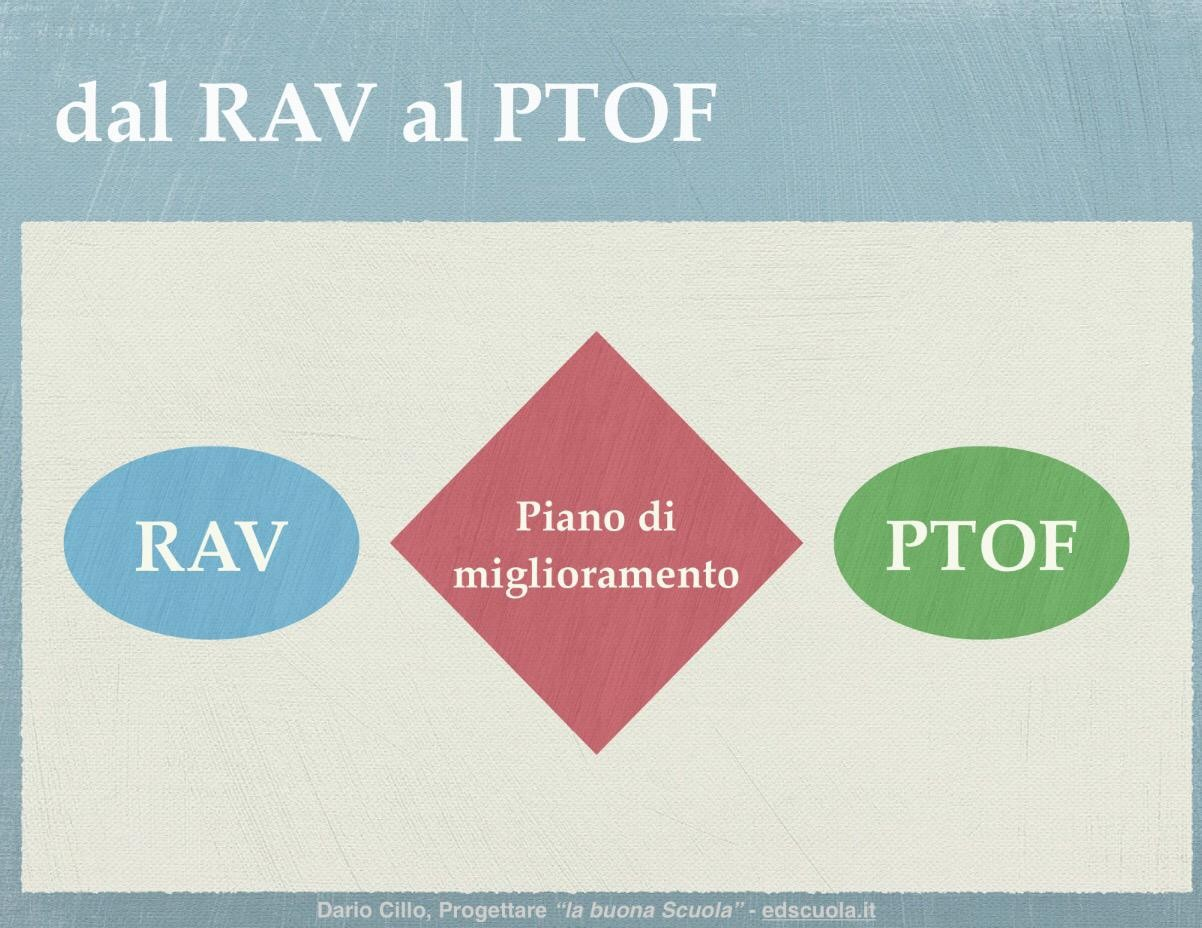 dal RAV al PTOF
RAV
Piano di
miglioramento
PTOF
Dario Cillo, Progettare “la buona Scuola” - edscuola.it